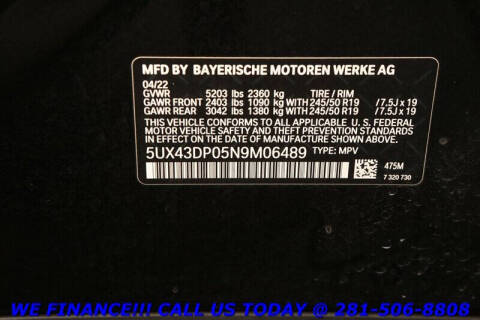 MFD BY BAYERISCHE MOTOREN WERKE AG
04/22
GVWR 5203 lbs 2360 kg TIRE / RIM
GAWR FRONT 2403 lbs 1090 kg WITH 245/50 R19 / 7.5J x 19
GAWR REAR 3042 lbs 1380 kg WITH 245/50 R19 / 7.5J x 19
THIS VEHICLE CONFORMS TO ALL APPLICABLE U.S. FEDERAL
MOTOR VEHICLE SAFETY, BUMPER AND THEFT PREVENTION STANDARDS
IN EFFECT ON THE DATE OF MANUFACTURE SHOWN ABOVE.
5UX43DP05N9M06489 TYPE: MPV
475M
7 320 730
WE FINANCE!!! CALL US TODAY @ 281-506-8808